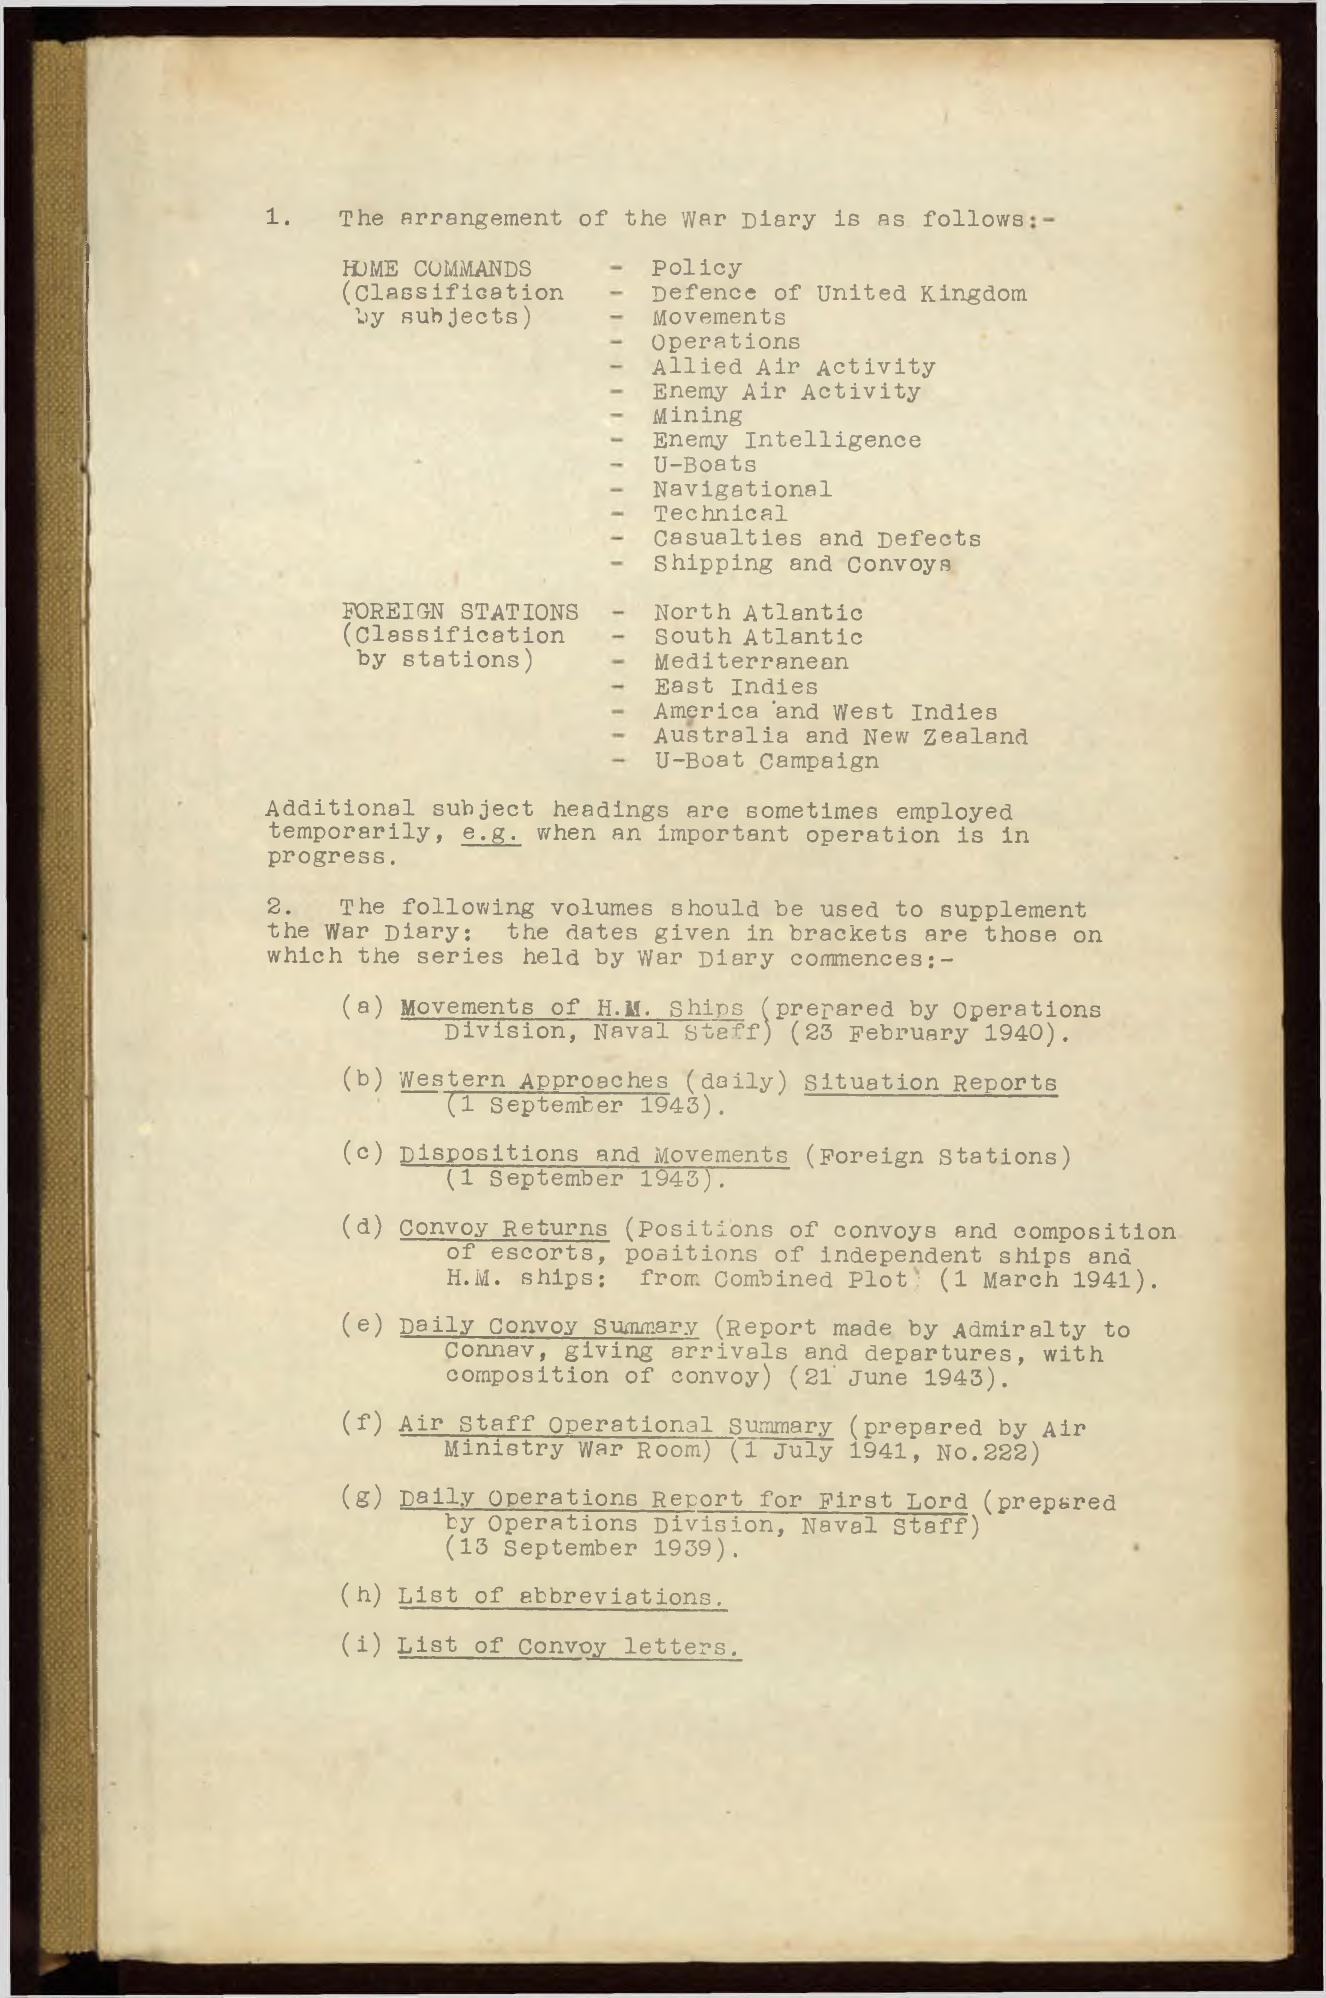 1. The arrangement of the War Diary is as follows:-
HOME COMMANDS - Policy
(Classification - Defence of United Kingdom
by subjects) - Movements
- Operations
- Allied Air Activity
- Enemy Air Activity
- Mining
- Enemy Intelligence
- U-Boats
- Navigational
- Technical
- Casualties and Defects
- Shipping and Convoys
FOREIGN STATIONS - North Atlantic
(Classification - South Atlantic
by stations) - Mediterranean
- East Indies
- America and West Indies
- Australia and New Zealand
- U-Boat Campaign
Additional subject headings are sometimes employed
temporarily, e.g. when an important operation is in
progress.
2. The following volumes should be used to supplement
the War Diary: the dates given in brackets are those on
which the series held by War Diary commences:-
(a) Movements of H.M. Ships (prepared by Operations
Division, Naval Staff) (23 February 1940).
(b) Western Approaches (daily) Situation Reports
(1 September 1943).
(c) Dispositions and Movements (Foreign Stations)
(1 September 1943).
(d) Convoy Returns (Positions of convoys and composition
of escorts, positions of independent ships and
H.M. ships: from Combined Plot) (1 March 1941).
(e) Daily Convoy Summary (Report made by Admiralty to
Connav, giving arrivals and departures, with
composition of convoy) (21 June 1943).
(f) Air Staff Operational Summary (prepared by Air
Ministry War Room) (1 July 1941, No.222)
(g) Daily Operations Report for First Lord (prepared
by Operations Division, Naval Staff)
(13 September 1939).
(h) List of abbreviations.
(i) List of Convoy letters.